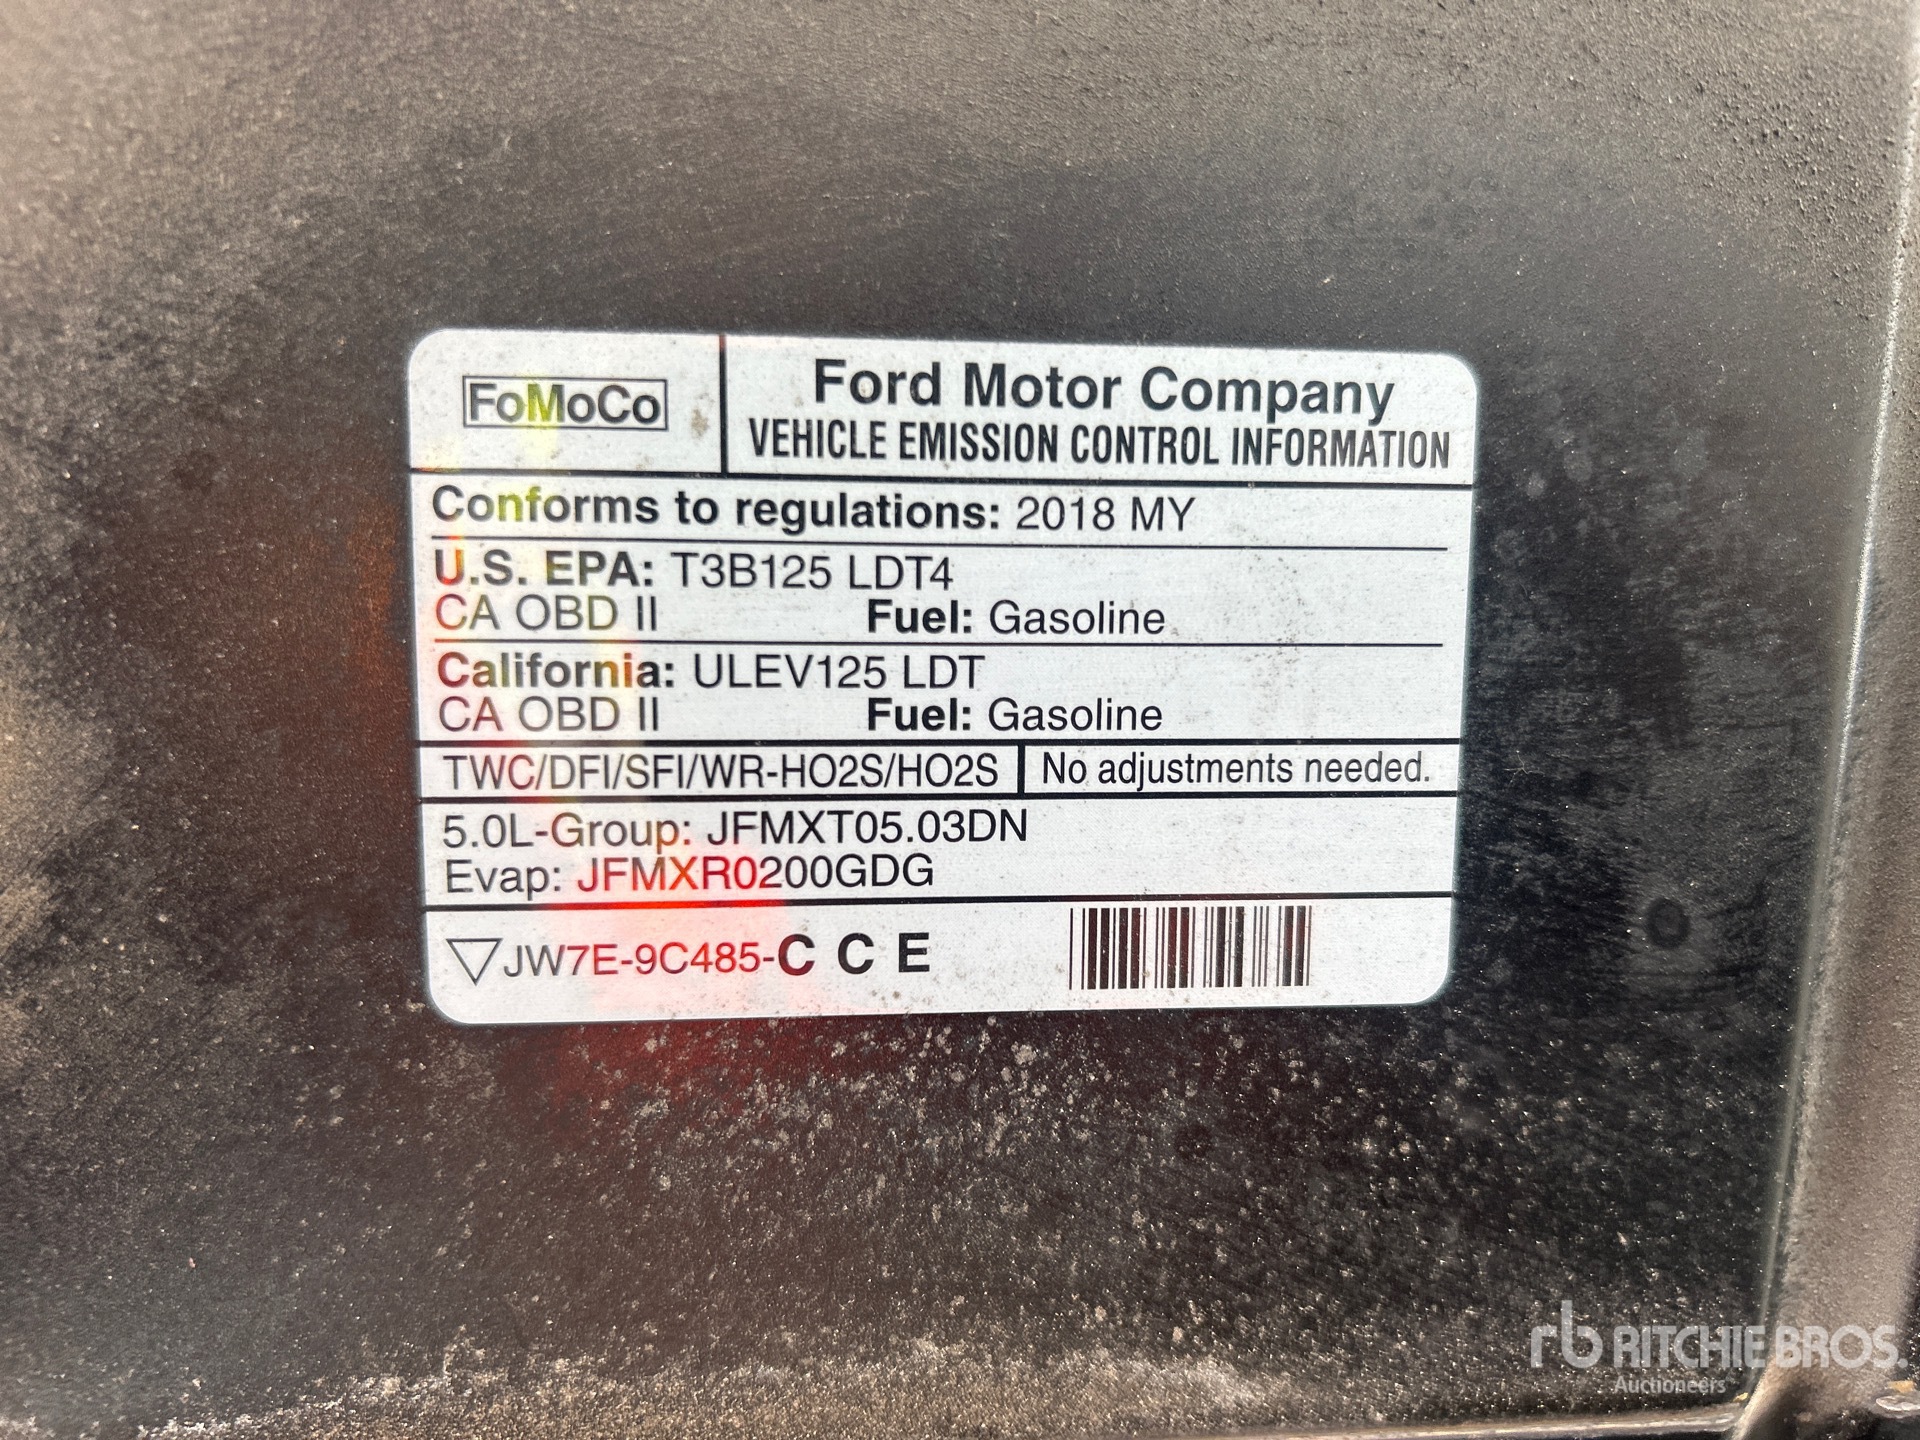 FoMoCo
Ford Motor Company
VEHICLE EMISSION CONTROL INFORMATION
Conforms to regulations: 2018 MY
U.S. EPA: T3B125 LDT4
CA OBD II Fuel: Gasoline
California: ULEV125 LDT
CA OBD II Fuel: Gasoline
TWC/DFI/SFI/WR-HO2S/HO2S No adjustments needed.
5.0L-Group: JFMXT05.03DN
Evap: JFMXR0200GDG
JW7E-9C485-C C E
rb RITCHIE BROS.
Auctioneers